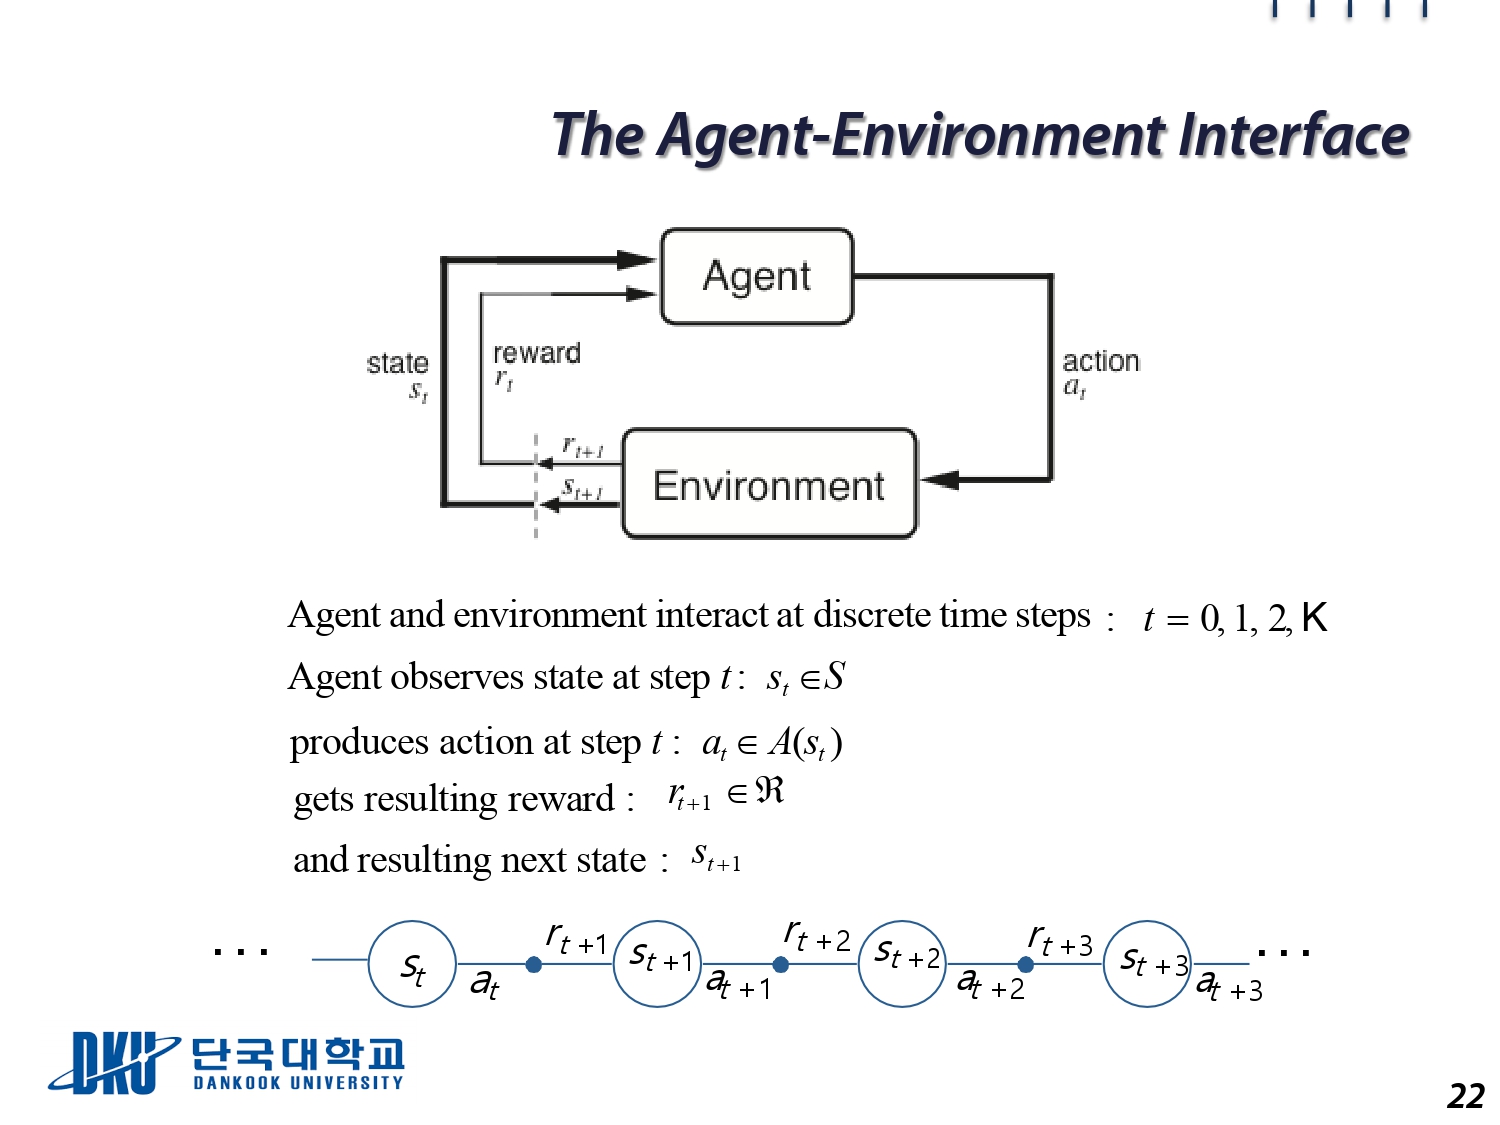 The Agent-Environment Interface
Agent
state
s_t
reward
r_t
action
a_t
r_{t+1}
s_{t+1}
Environment
Agent and environment interact at discrete time steps : t = 0, 1, 2, K
Agent observes state at step t : s_t ∈ S
produces action at step t : a_t ∈ A(s_t)
gets resulting reward : r_{t+1} ∈ ℜ
and resulting next state : s_{t+1}
. . . s_t a_t r_{t+1} s_{t+1} a_{t+1} r_{t+2} s_{t+2} a_{t+2} r_{t+3} s_{t+3} a_{t+3} . . .
DKU 단국대학교
DANKOOK UNIVERSITY
22